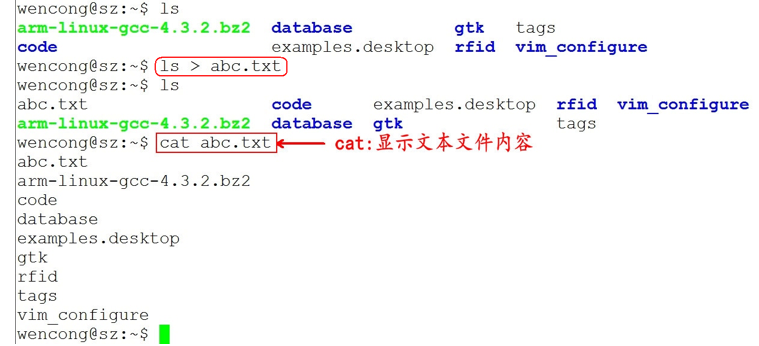 wencong@sz:~$ ls
arm-linux-gcc-4.3.2.bz2 database gtk tags
code examples.desktop rfid vim_configure
wencong@sz:~$ ls > abc.txt
wencong@sz:~$ ls
abc.txt code examples.desktop rfid vim_configure
arm-linux-gcc-4.3.2.bz2 database gtk tags
wencong@sz:~$ cat abc.txt cat:显示文本文件内容
abc.txt
arm-linux-gcc-4.3.2.bz2
code
database
examples.desktop
gtk
rfid
tags
vim_configure
wencong@sz:~$